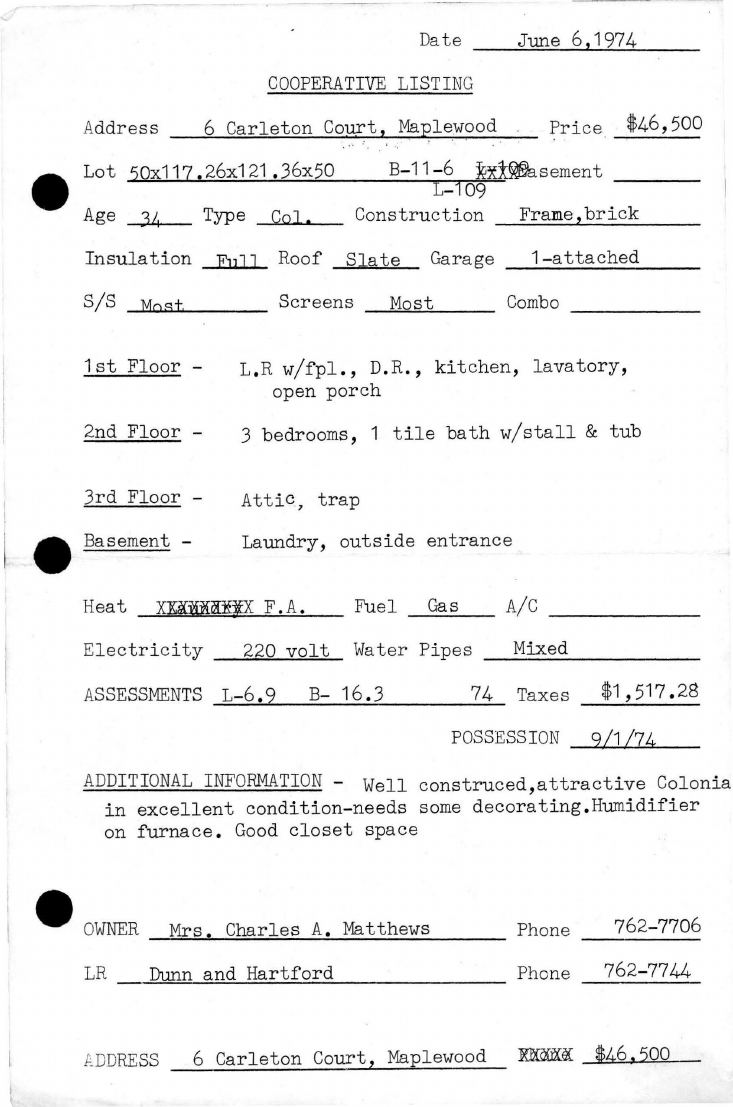 Date June 6,1974
COOPERATIVE LISTING
Address 6 Carleton Court, Maplewood Price $46,500
Lot 50x117.26x121.36x50 B-11-6 Easement
L-109
Age 34 Type Col. Construction Frame,brick
Insulation Full Roof Slate Garage 1-attached
S/S Most Screens Most Combo
1st Floor - L.R w/fpl., D.R., kitchen, lavatory,
open porch
2nd Floor - 3 bedrooms, 1 tile bath w/stall & tub
3rd Floor - Attic, trap
Basement - Laundry, outside entrance
Heat F.A. Fuel Gas A/C
Electricity 220 volt Water Pipes Mixed
ASSESSMENTS L-6.9 B- 16.3 74 Taxes $1,517.28
POSSESSION 9/1/74
ADDITIONAL INFORMATION - Well construced,attractive Colonia
in excellent condition-needs some decorating.Humidifier
on furnace. Good closet space
OWNER Mrs. Charles A. Matthews Phone 762-7706
LR Dunn and Hartford Phone 762-7744
ADDRESS 6 Carleton Court, Maplewood $46,500